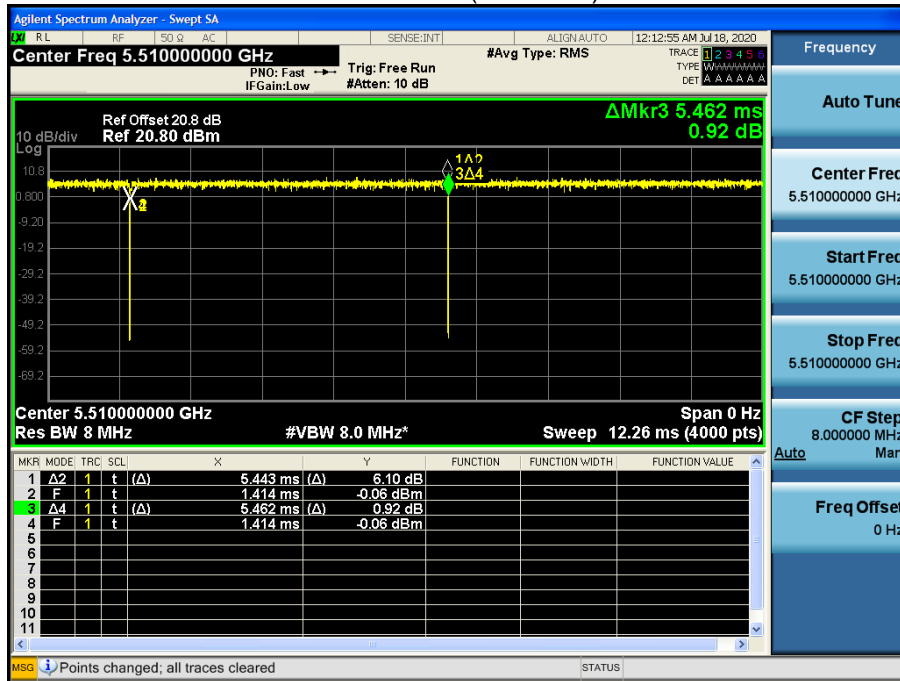 Agilent Spectrum Analyzer - Swept SA
LXI RL RF 50 Ω AC SENSE:INT ALIGN AUTO 12:12:55 AM Jul 18, 2020
Center Freq 5.510000000 GHz #Avg Type: RMS TRACE 1 2 3 4 5 6
PNO: Fast Trig: Free Run TYPE WWWWWW
IFGain:Low #Atten: 10 dB DET A A A A A A
Frequency
ΔMkr3 5.462 ms
0.92 dB
Ref Offset 20.8 dB
10 dB/div Ref 20.80 dBm
Log
10.8
0.800
-9.20
-19.2
-29.2
-39.2
-49.2
-59.2
-69.2
1Δ2
3Δ4
Center 5.510000000 GHz Span 0 Hz
Res BW 8 MHz #VBW 8.0 MHz* Sweep 12.26 ms (4000 pts)
MKR MODE TRC SCL X Y FUNCTION FUNCTION WIDTH FUNCTION VALUE
1 Δ2 1 t (Δ) 5.443 ms (Δ) 6.10 dB
2 F 1 t 1.414 ms -0.06 dBm
3 Δ4 1 t (Δ) 5.462 ms (Δ) 0.92 dB
4 F 1 t 1.414 ms -0.06 dBm
5
6
7
8
9
10
11
MSG Points changed; all traces cleared STATUS
Auto Tune
Center Freq
5.510000000 GHz
Start Freq
5.510000000 GHz
Stop Freq
5.510000000 GHz
CF Step
8.000000 MHz
Auto Man
Freq Offset
0 Hz